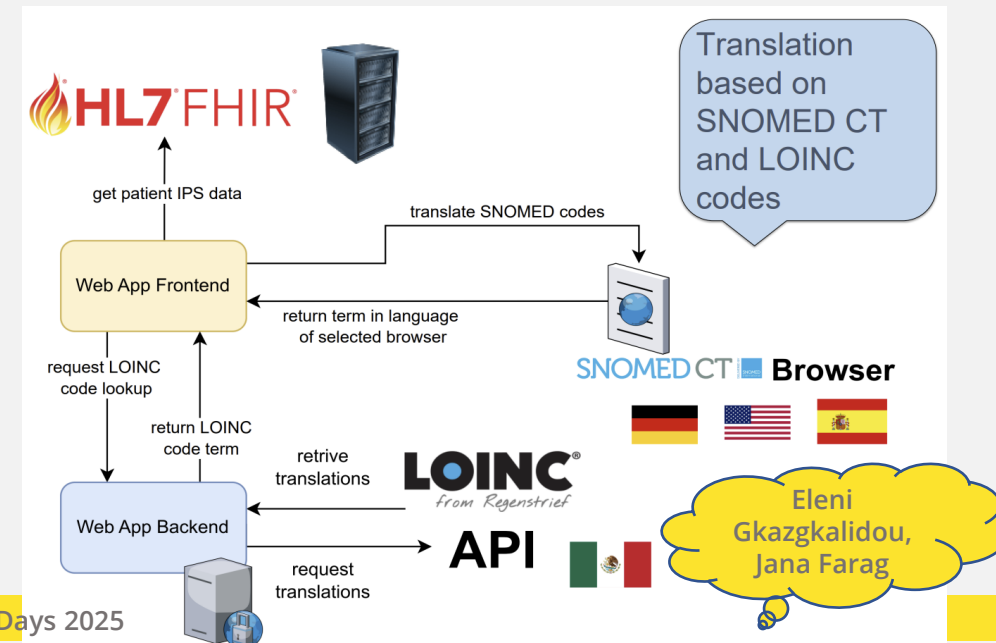 HL7® FHIR®
Translation
based on
SNOMED CT
and LOINC
codes
get patient IPS data
translate SNOMED codes
Web App Frontend
return term in language
of selected browser
request LOINC
code lookup
SNOMED CT Browser
return LOINC
code term
retrive
translations
LOINC®
from Regenstrief
Web App Backend
API
request
translations
Eleni
Gkazgkalidou,
Jana Farag
Days 2025